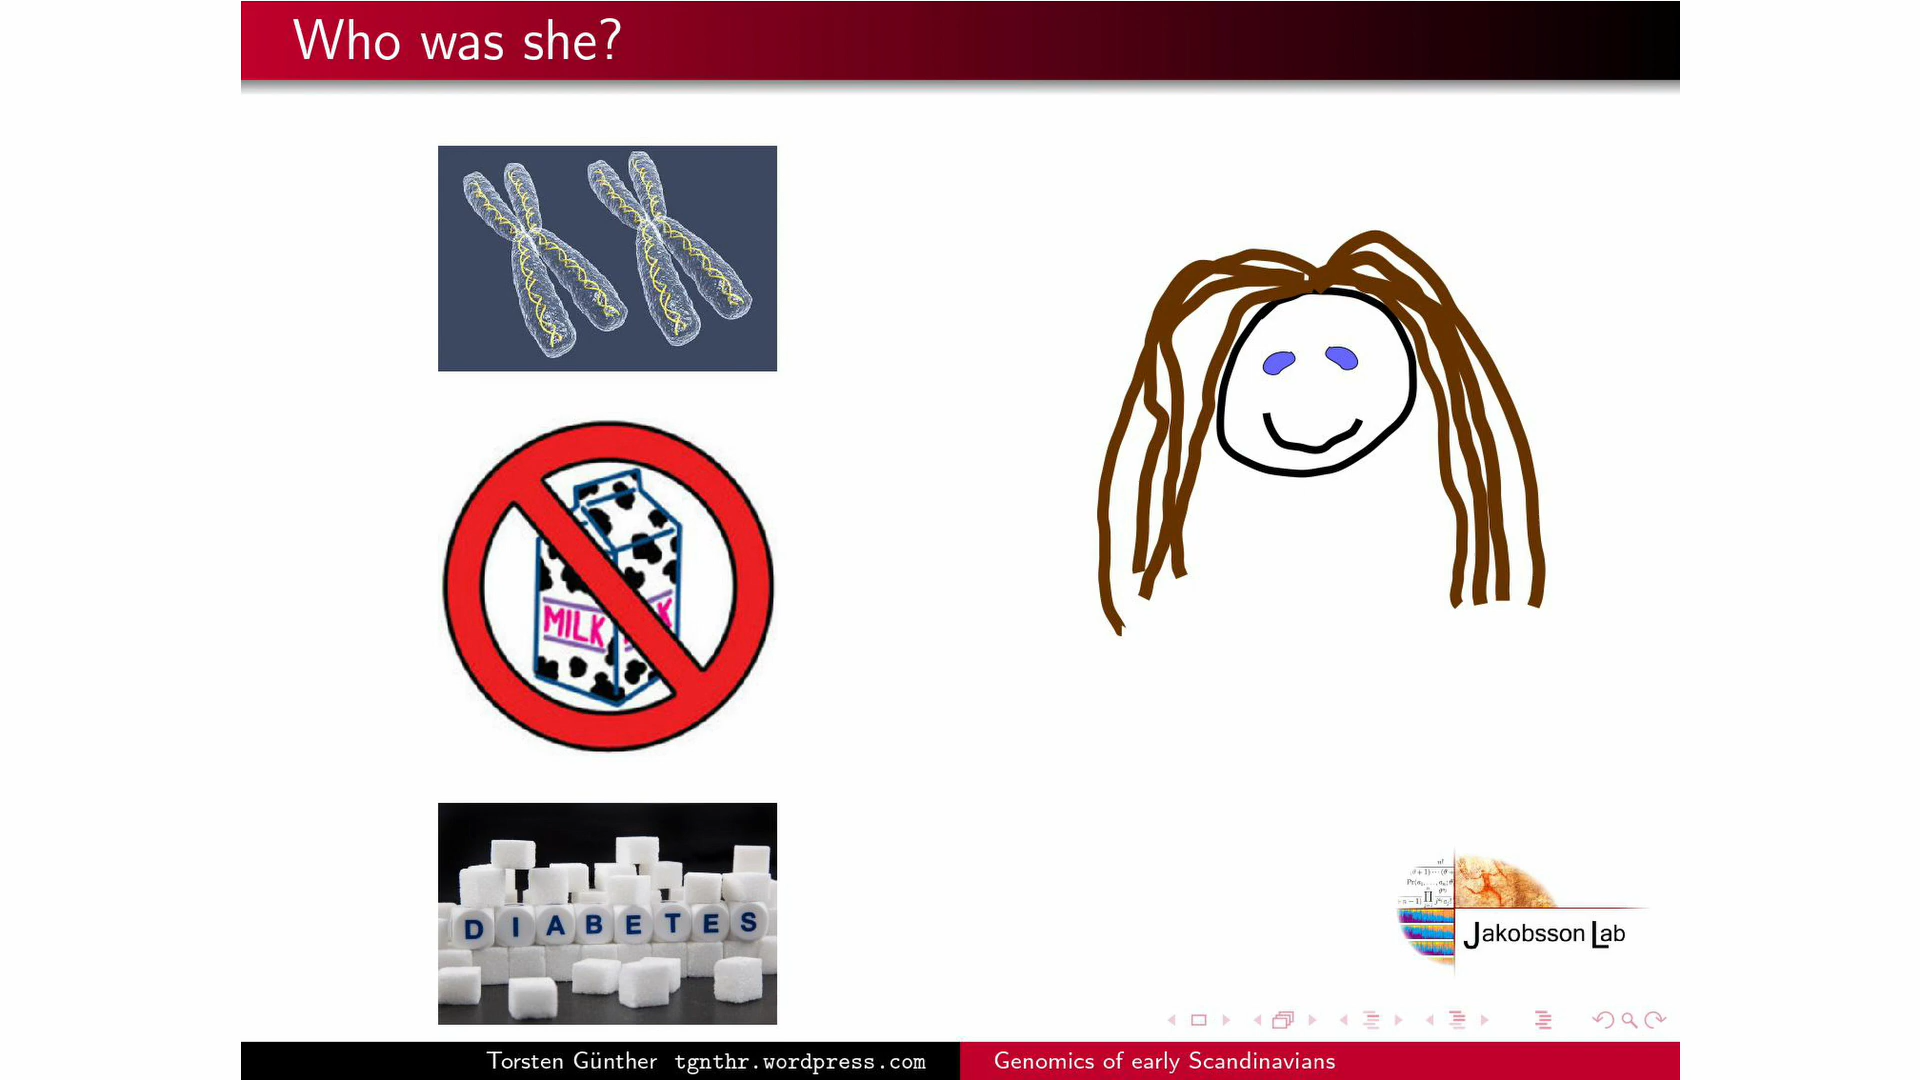 Who was she?
MILK
DIABETES
Jakobsson Lab
Torsten Günther tgnthr.wordpress.com
Genomics of early Scandinavians